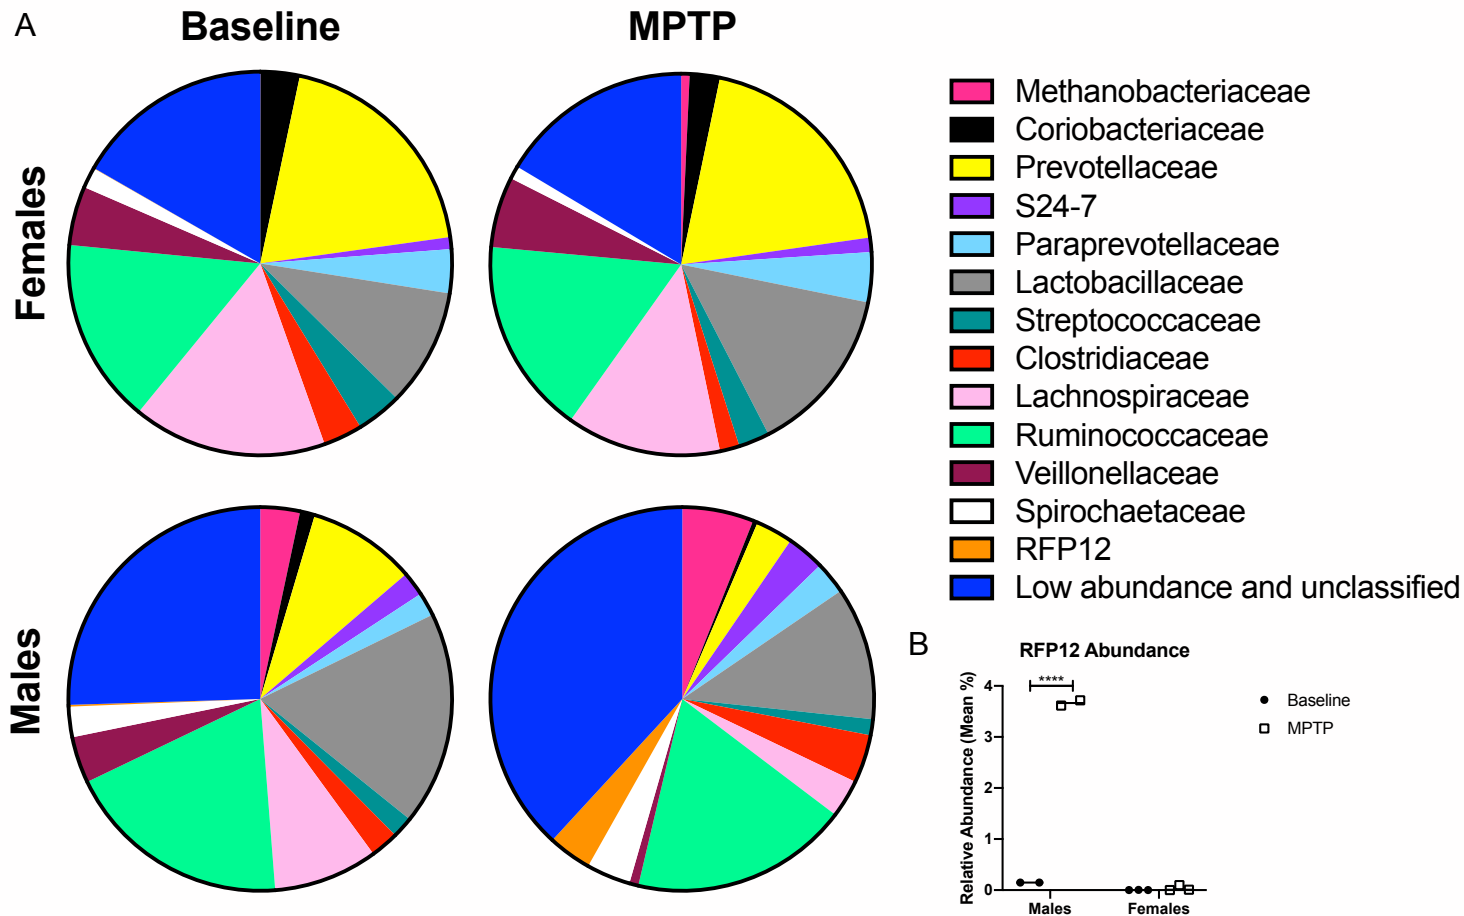 A
Baseline
MPTP
Females
Males
Methanobacteriaceae
Coriobacteriaceae
Prevotellaceae
S24-7
Paraprevotellaceae
Lactobacillaceae
Streptococcaceae
Clostridiaceae
Lachnospiraceae
Ruminococcaceae
Veillonellaceae
Spirochaetaceae
RFP12
Low abundance and unclassified
B
RFP12 Abundance
Relative Abundance (Mean %)
4
3
2
1
0
****
Males
Females
Baseline
MPTP